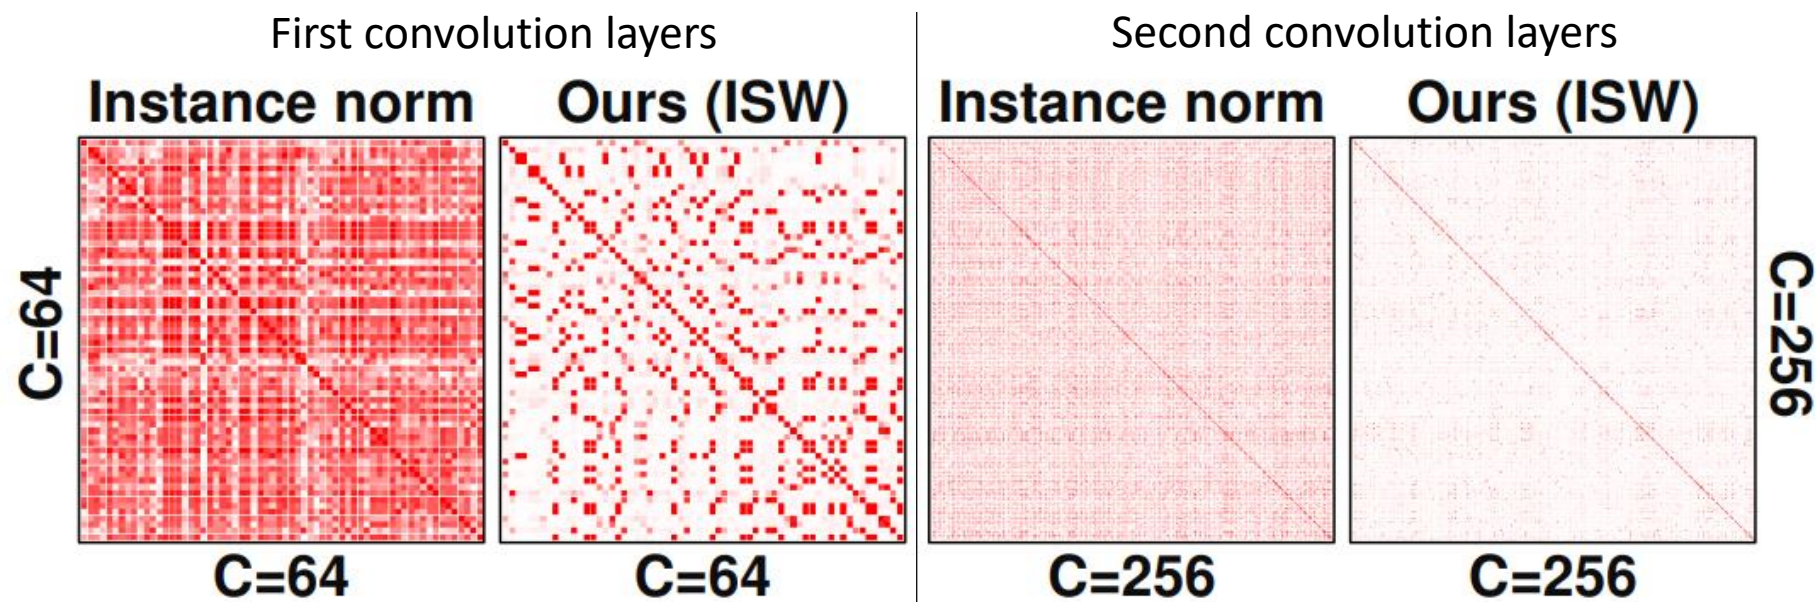 First convolution layers
Second convolution layers
Instance norm
Ours (ISW)
Instance norm
Ours (ISW)
C=64
C=256
C=64
C=64
C=256
C=256